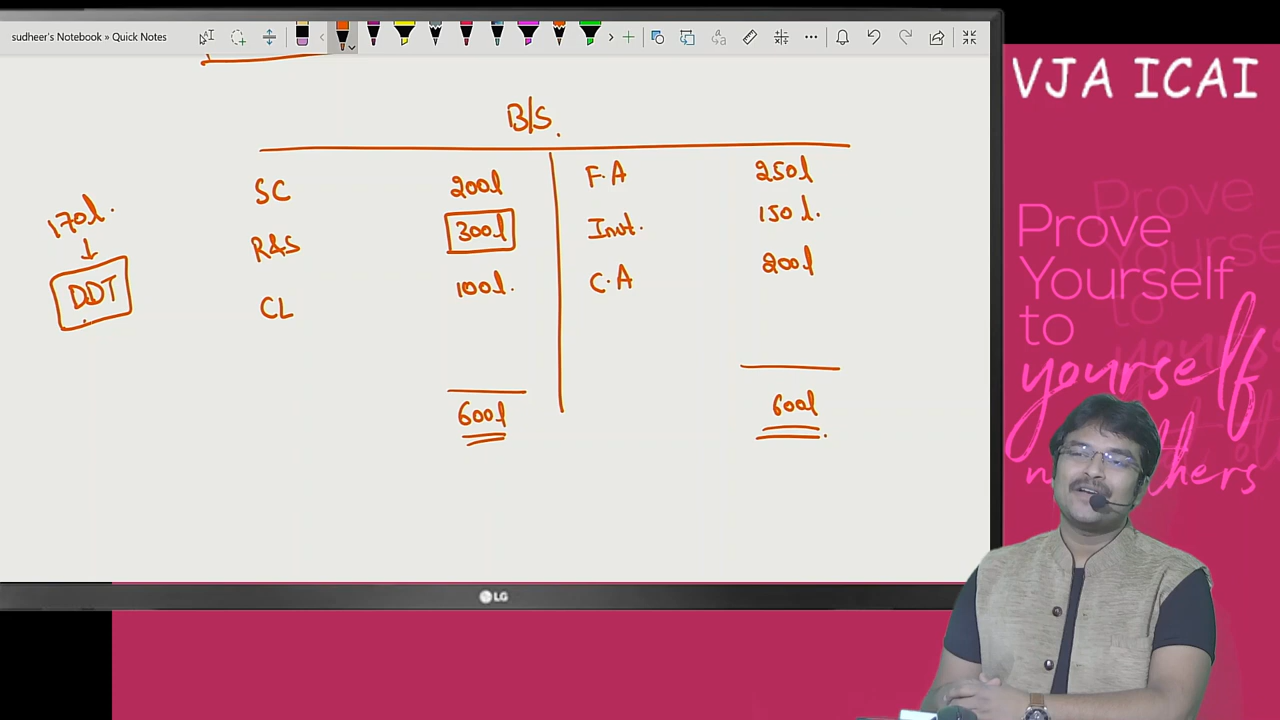 sudheer's Notebook » Quick Notes
VJA ICAI
B/S.
SC 200l F.A 250l
170l.
R&S 300l Invt. 150l.
DDT
CL 100l. C.A 200l
600l 600l.
Prove
Yourself
to
yourself
LG